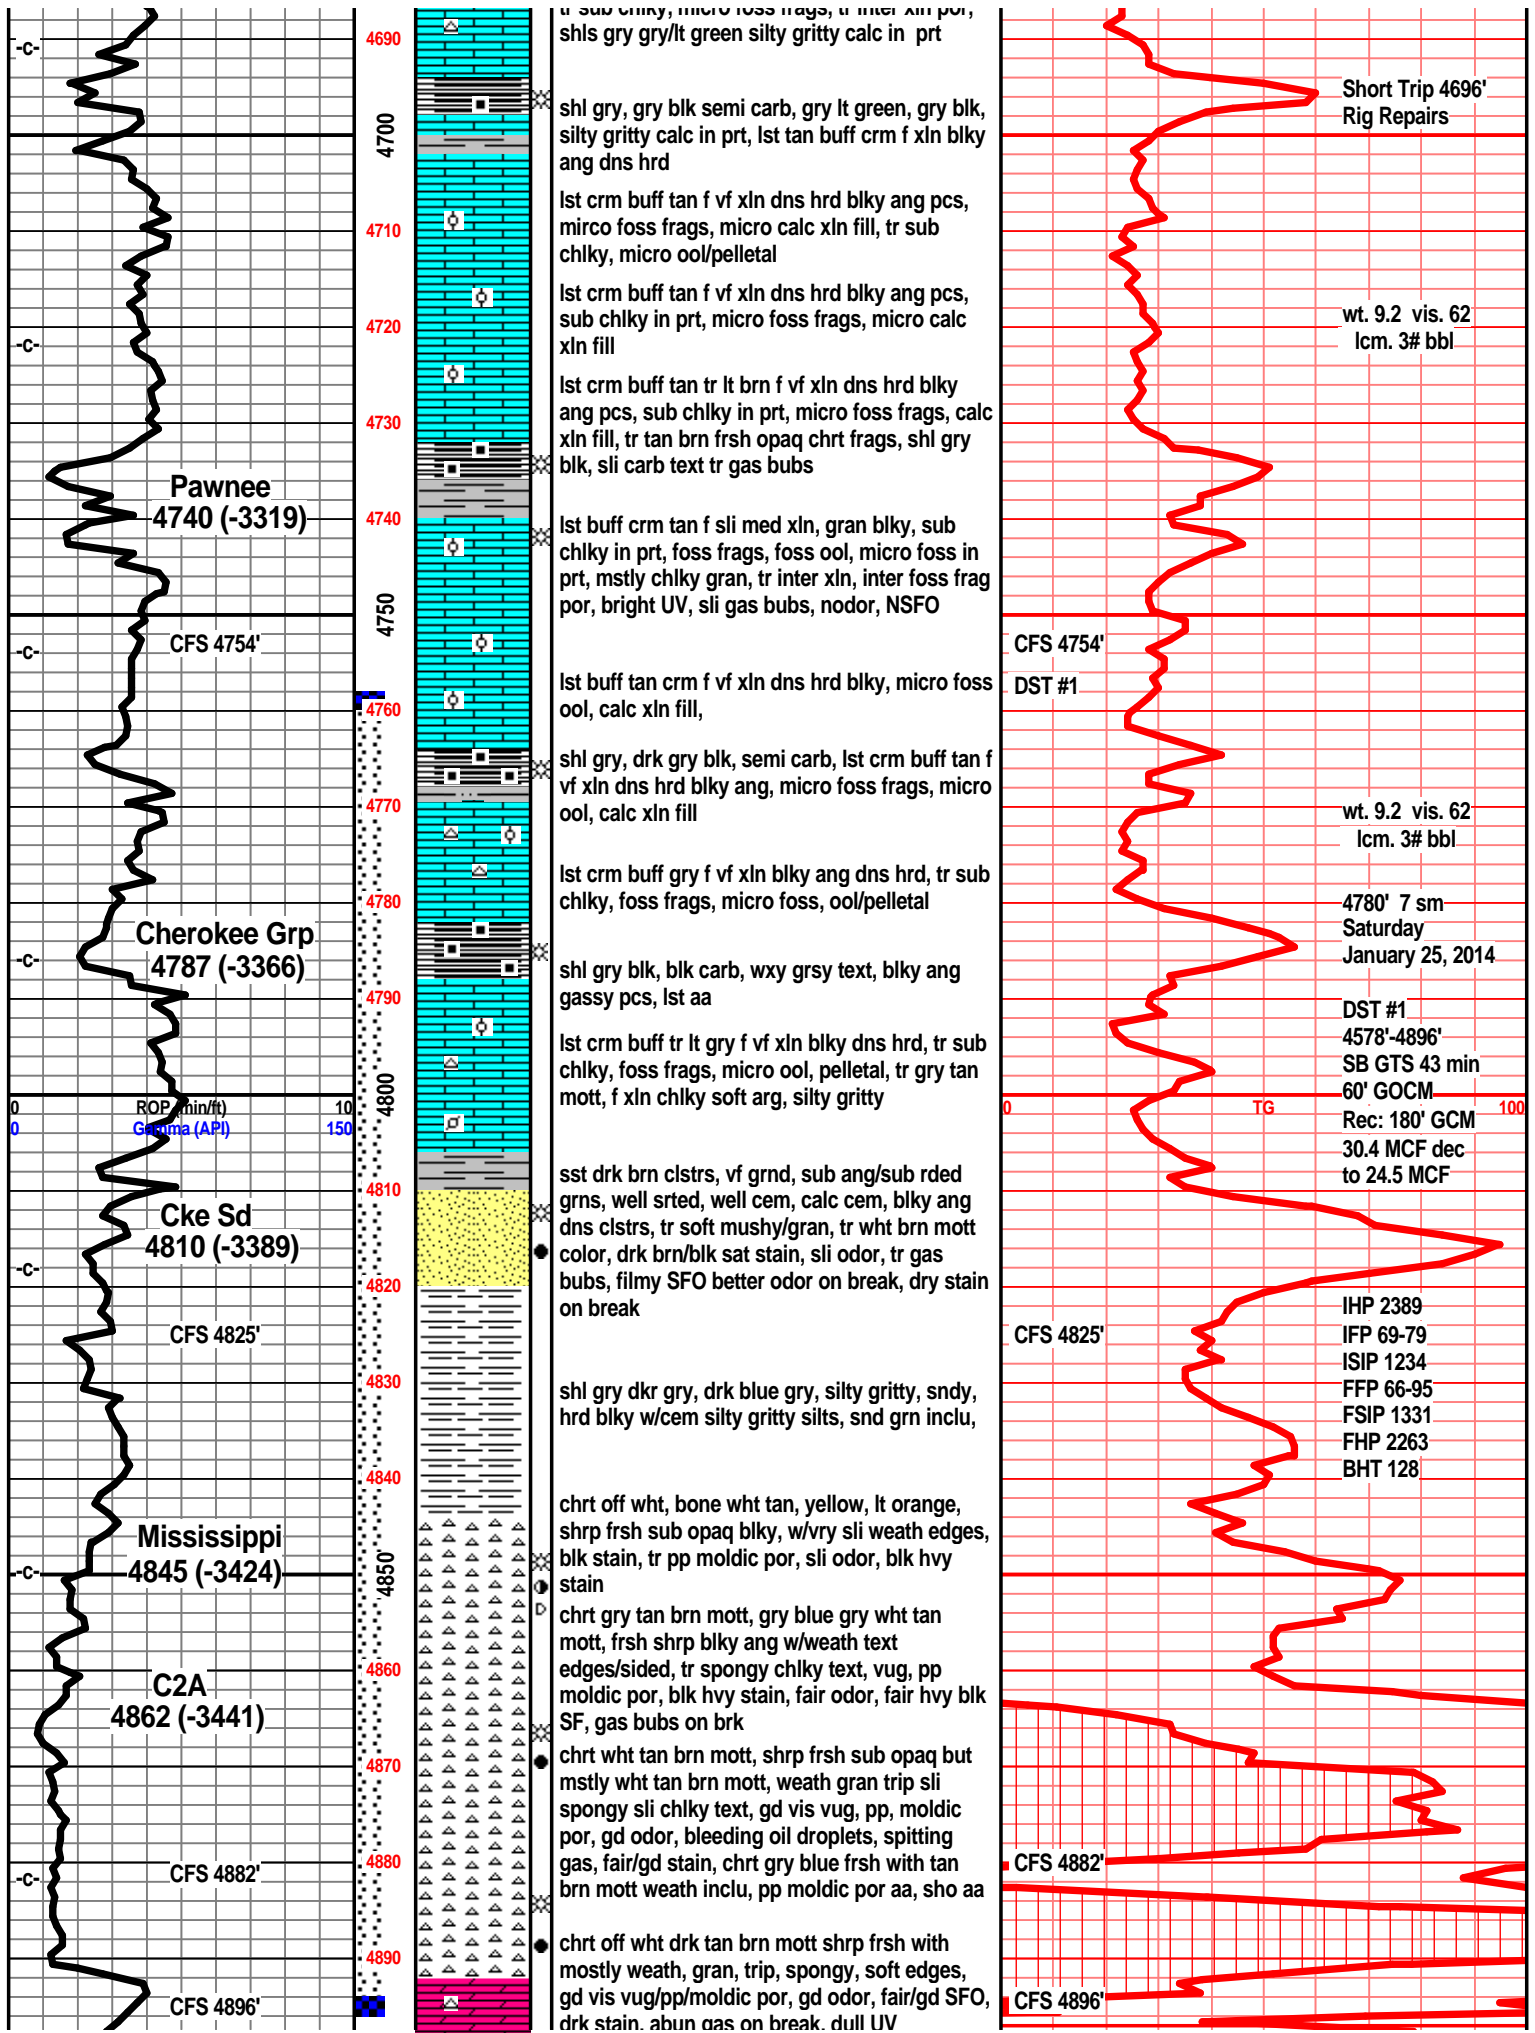 tr sub chlky, micro foss frags, tr inter xln por,
shls gry gry/lt green silty gritty calc in prt
-c-
4690
Short Trip 4696'
Rig Repairs
shl gry, gry blk semi carb, gry lt green, gry blk,
silty gritty calc in prt, lst tan buff crm f xln blky
ang dns hrd
4700
lst crm buff tan f vf xln dns hrd blky ang pcs,
mirco foss frags, micro calc xln fill, tr sub
chlky, micro ool/pelletal
4710
lst crm buff tan f vf xln dns hrd blky ang pcs,
sub chlky in prt, micro foss frags, micro calc
xln fill
4720
-c-
wt. 9.2 vis. 62
lcm. 3# bbl
lst crm buff tan tr lt brn f vf xln dns hrd blky
ang pcs, sub chlky in prt, micro foss frags, calc
xln fill, tr tan brn frsh opaq chrt frags, shl gry
blk, sli carb text tr gas bubs
4730
Pawnee
4740 (-3319)
4740
lst buff crm tan f sli med xln, gran blky, sub
chlky in prt, foss frags, foss ool, micro foss in
prt, mstly chlky gran, tr inter xln, inter foss frag
por, bright UV, sli gas bubs, nodor, NSFO
4750
-c-
CFS 4754'
CFS 4754'
DST #1
lst buff tan crm f vf xln dns hrd blky, micro foss
ool, calc xln fill,
4760
shl gry, drk gry blk, semi carb, lst crm buff tan f
vf xln dns hrd blky ang, micro foss frags, micro
ool, calc xln fill
4770
wt. 9.2 vis. 62
lcm. 3# bbl
lst crm buff gry f vf xln blky ang dns hrd, tr sub
chlky, foss frags, micro foss, ool/pelletal
4780
4780' 7 sm
Saturday
January 25, 2014
Cherokee Grp
4787 (-3366)
-c-
shl gry blk, blk carb, wxy grsy text, blky ang
gassy pcs, lst aa
4790
DST #1
4578'-4896'
SB GTS 43 min
60' GOCM
Rec: 180' GCM
30.4 MCF dec
to 24.5 MCF
lst crm buff tr lt gry f vf xln blky dns hrd, tr sub
chlky, foss frags, micro ool, pelletal, tr gry tan
mott, f xln chlky soft arg, silty gritty
4800
0 ROP (min/ft) 10
0 Gamma (API) 150
0 TG 100
sst drk brn clstrs, vf grnd, sub ang/sub rded
grns, well srted, well cem, calc cem, blky ang
dns clstrs, tr soft mushy/gran, tr wht brn mott
color, drk brn/blk sat stain, sli odor, tr gas
bubs, filmy SFO better odor on break, dry stain
on break
4810
Cke Sd
4810 (-3389)
-c-
4820
CFS 4825'
CFS 4825'
IHP 2389
IFP 69-79
ISIP 1234
FFP 66-95
FSIP 1331
FHP 2263
BHT 128
4830
shl gry dkr gry, drk blue gry, silty gritty, sndy,
hrd blky w/cem silty gritty silts, snd grn inclu,
4840
chrt off wht, bone wht tan, yellow, lt orange,
shrp frsh sub opaq blky, w/vry sli weath edges,
blk stain, tr pp moldic por, sli odor, blk hvy
stain
Mississippi
4845 (-3424)
-c-
4850
chrt gry tan brn mott, gry blue gry wht tan
mott, frsh shrp blky ang w/weath text
edges/sided, tr spongy chlky text, vug, pp
moldic por, blk hvy stain, fair odor, fair hvy blk
SF, gas bubs on brk
4860
C2A
4862 (-3441)
4870
chrt wht tan brn mott, shrp frsh sub opaq but
mstly wht tan brn mott, weath gran trip sli
spongy sli chlky text, gd vis vug, pp, moldic
por, gd odor, bleeding oil droplets, spitting
gas, fair/gd stain, chrt gry blue frsh with tan
brn mott weath inclu, pp moldic por aa, sho aa
4880
-c-
CFS 4882'
CFS 4882'
4890
chrt off wht drk tan brn mott shrp frsh with
mostly weath, gran, trip, spongy, soft edges,
gd vis vug/pp/moldic por, gd odor, fair/gd SFO,
drk stain, abun gas on break, dull UV
CFS 4896'
CFS 4896'